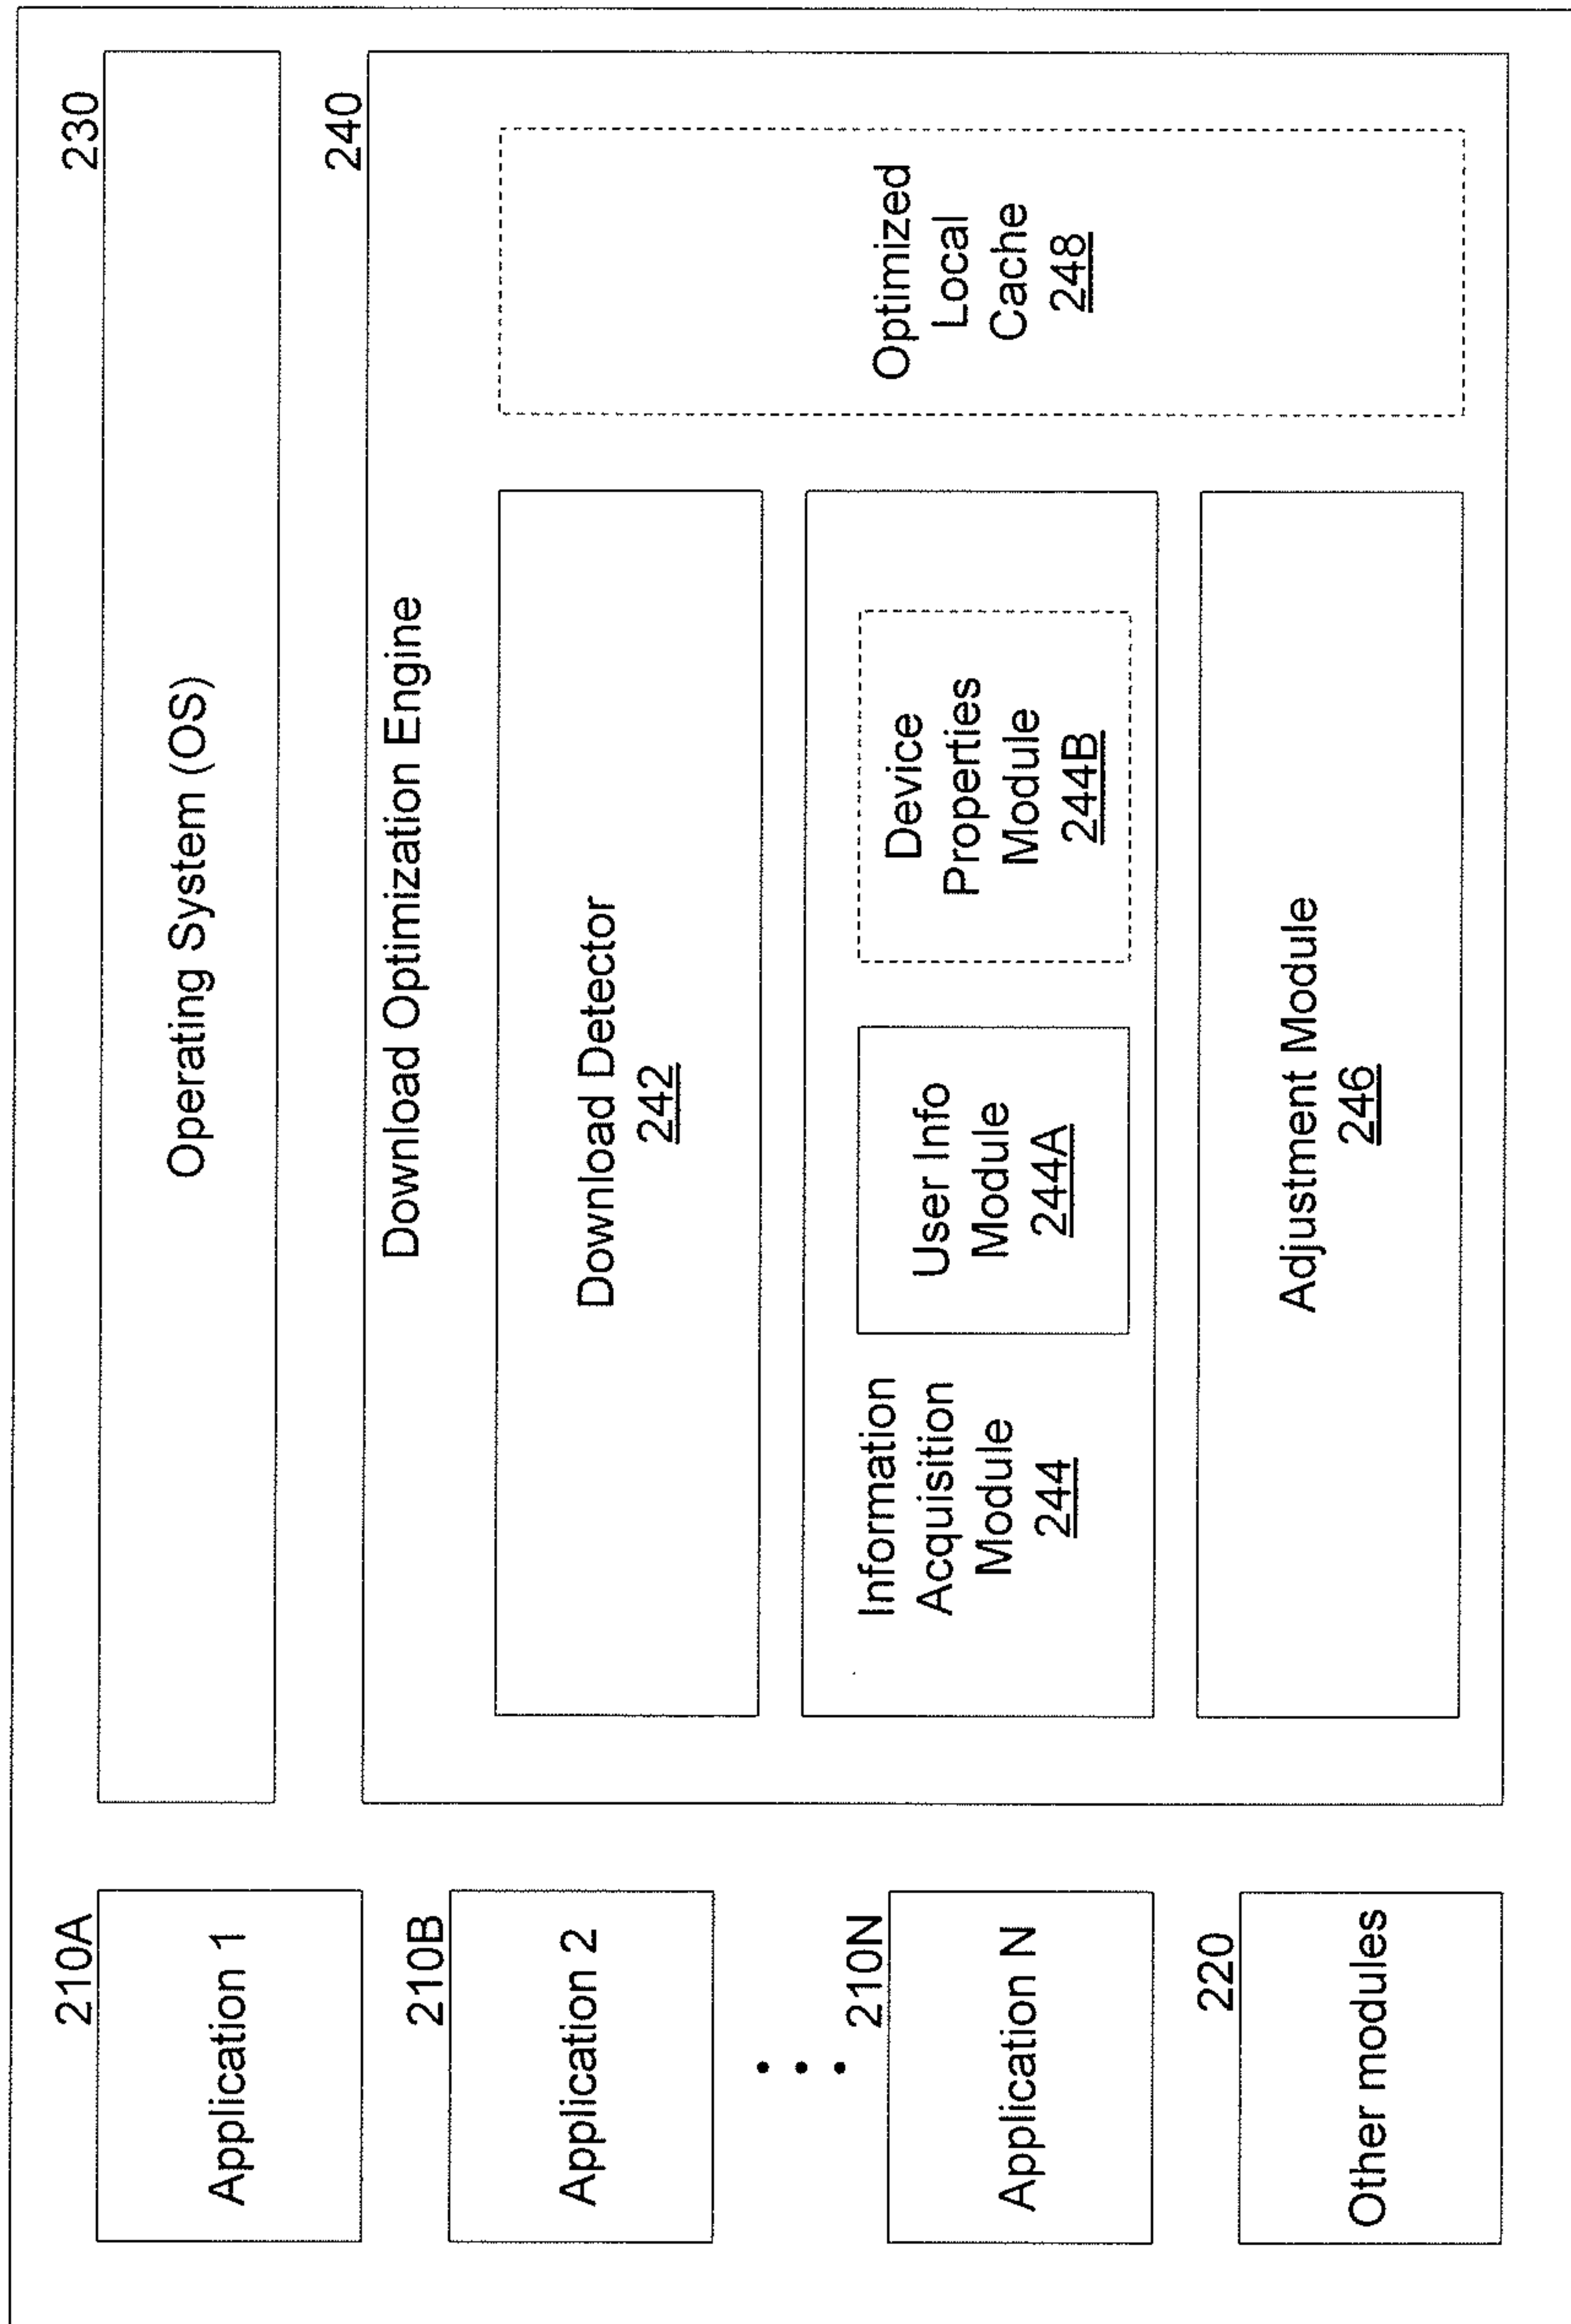 210A
Application 1
210B
Application 2
210N
Application N
220
Other modules
230
Operating System (OS)
240
Download Optimization Engine
Download Detector
242
Information
Acquisition
Module
244
User Info
Module
244A
Device
Properties
Module
244B
Adjustment Module
246
Optimized
Local
Cache
248